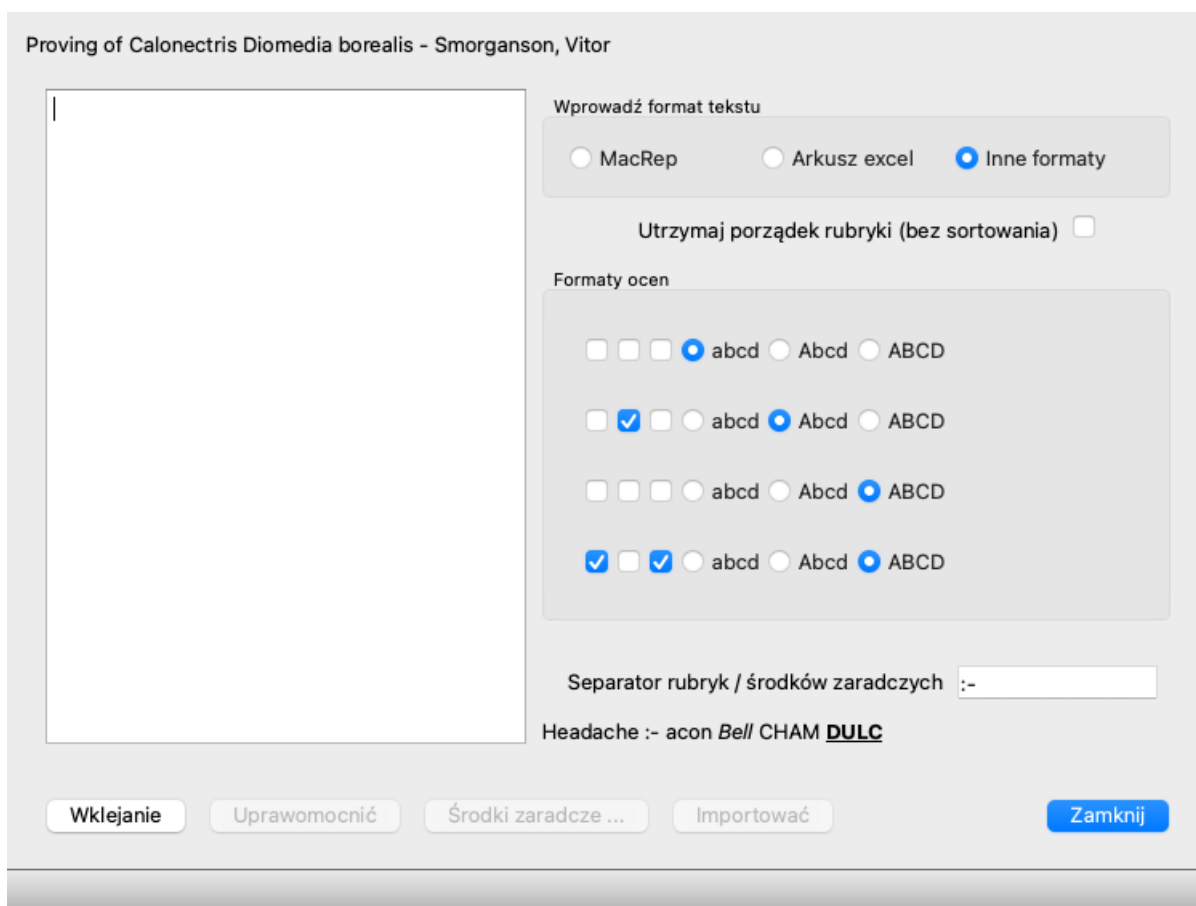 Proving of Calonectris Diomedia borealis - Smorganson, Vitor
Wprowadź format tekstu
MacRep Arkusz excel Inne formaty
Utrzymaj porządek rubryki (bez sortowania)
Formaty ocen
abcd Abcd ABCD
abcd Abcd ABCD
abcd Abcd ABCD
abcd Abcd ABCD
Separator rubryk / środków zaradczych :-
Headache :- acon Bell CHAM DULC
Wklejanie Uprawomocnić Środki zaradcze ... Importować Zamknij